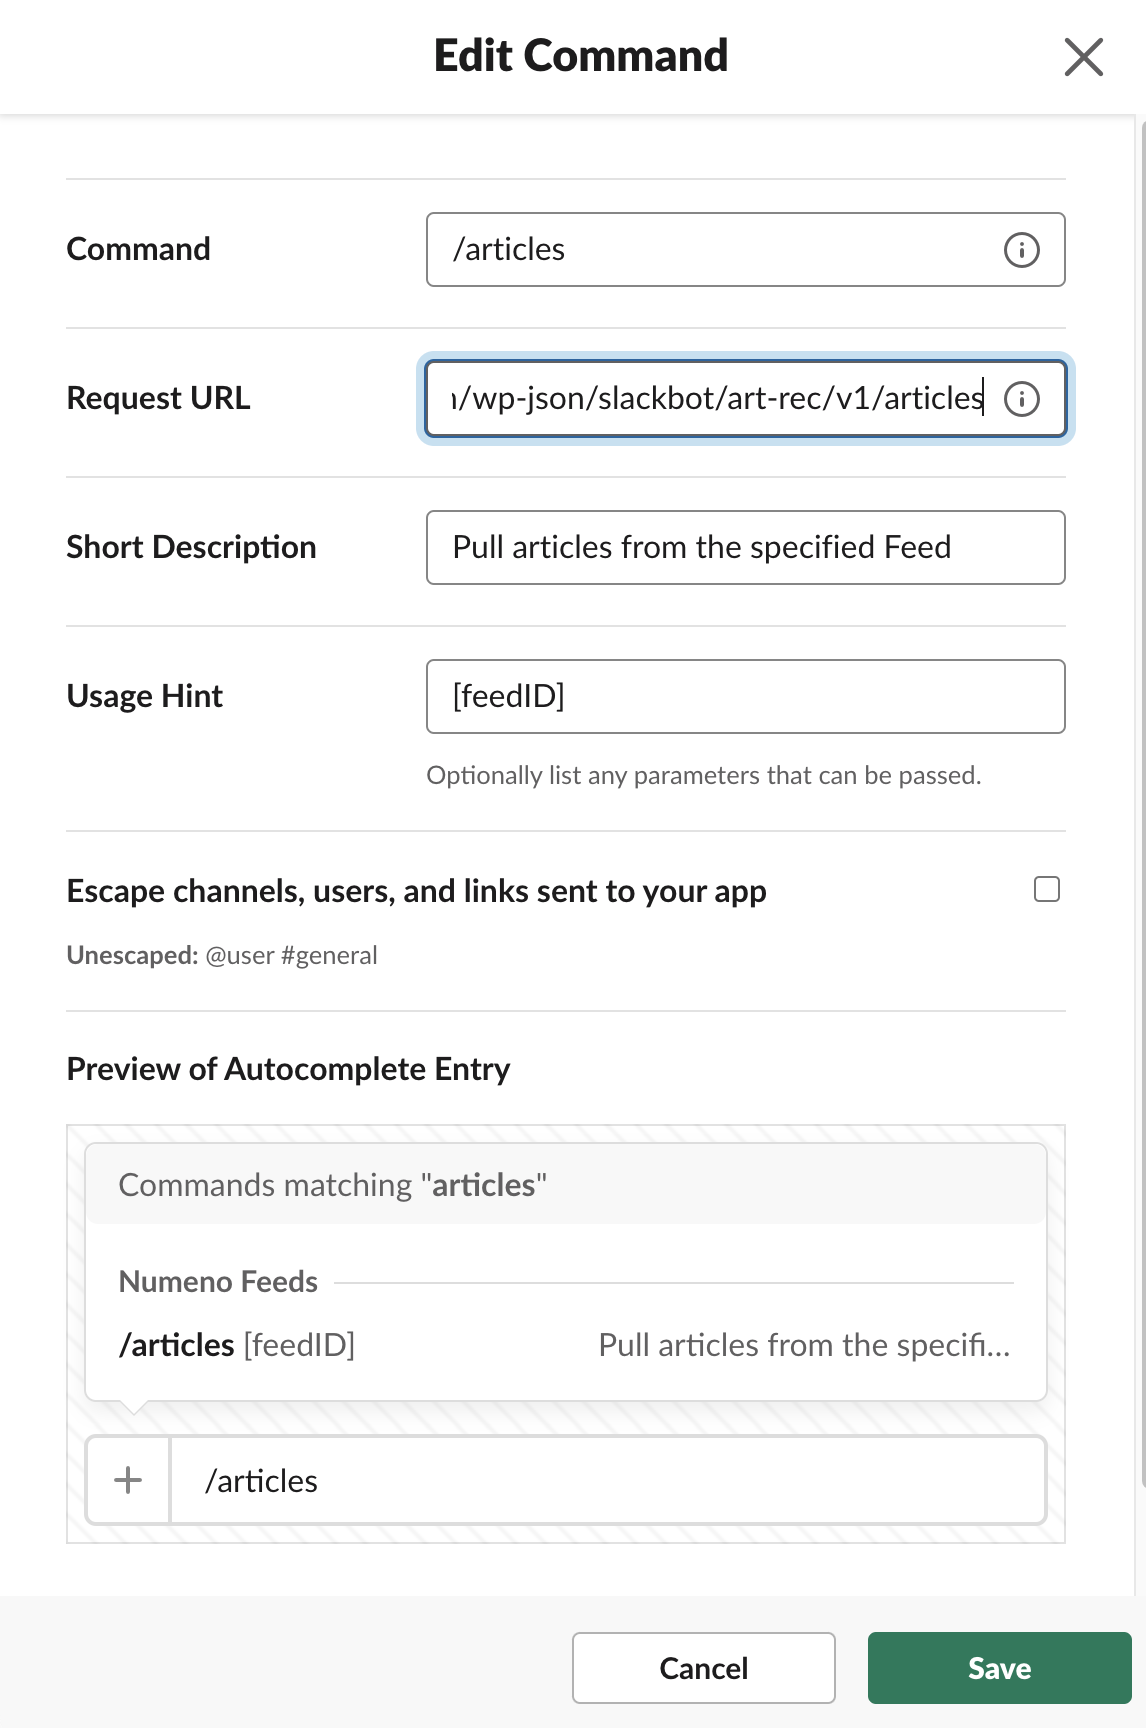 Edit Command
Command
/articles
Request URL
/wp-json/slackbot/art-rec/v1/articles
Short Description
Pull articles from the specified Feed
Usage Hint
[feedID]
Optionally list any parameters that can be passed.
Escape channels, users, and links sent to your app
Unescaped: @user #general
Preview of Autocomplete Entry
Commands matching "articles"
Numeno Feeds
/articles [feedID] Pull articles from the specifi...
/articles
Cancel
Save